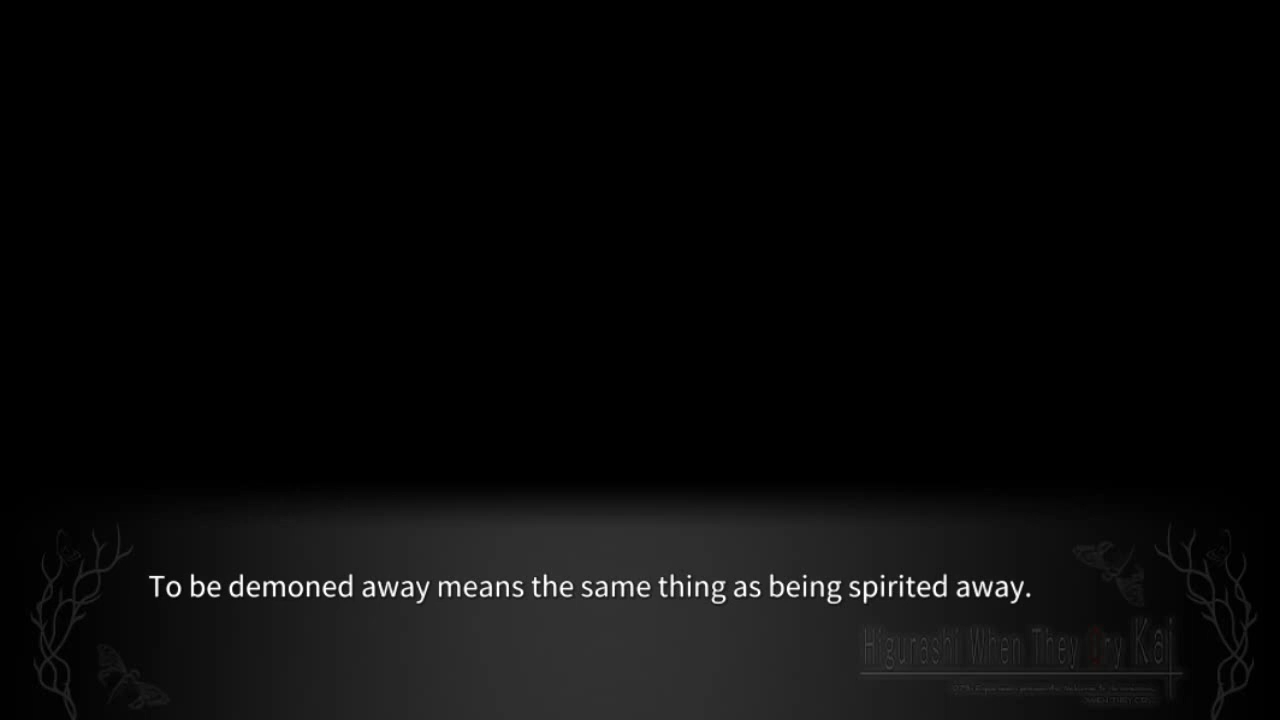 To be demoned away means the same thing as being spirited away.
Higurashi When They Cry Kai